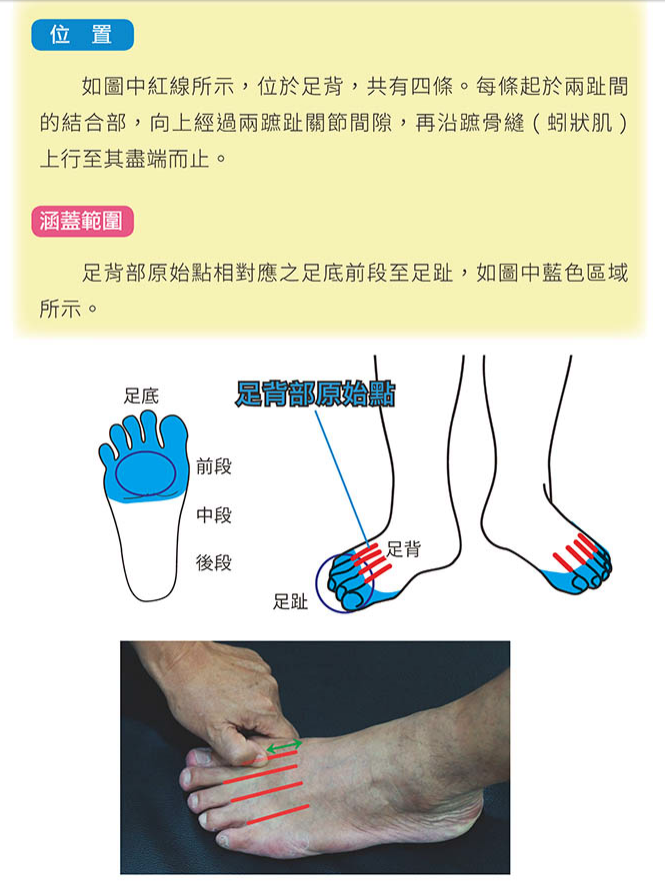 位置
如圖中紅線所示，位於足背，共有四條。每條起於兩趾間
的結合部，向上經過兩蹠趾關節間隙，再沿蹠骨縫（蚓狀肌）
上行至其盡端而止。
涵蓋範圍
足背部原始點相對應之足底前段至足趾，如圖中藍色區域
所示。
足背部原始點
足底
前段
中段
後段
足背
足趾